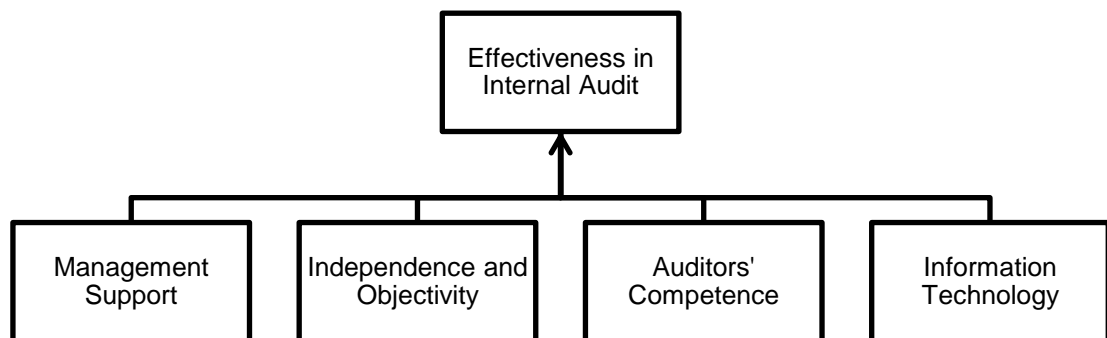 Effectiveness in
Internal Audit
Management
Support
Independence and
Objectivity
Auditors'
Competence
Information
Technology